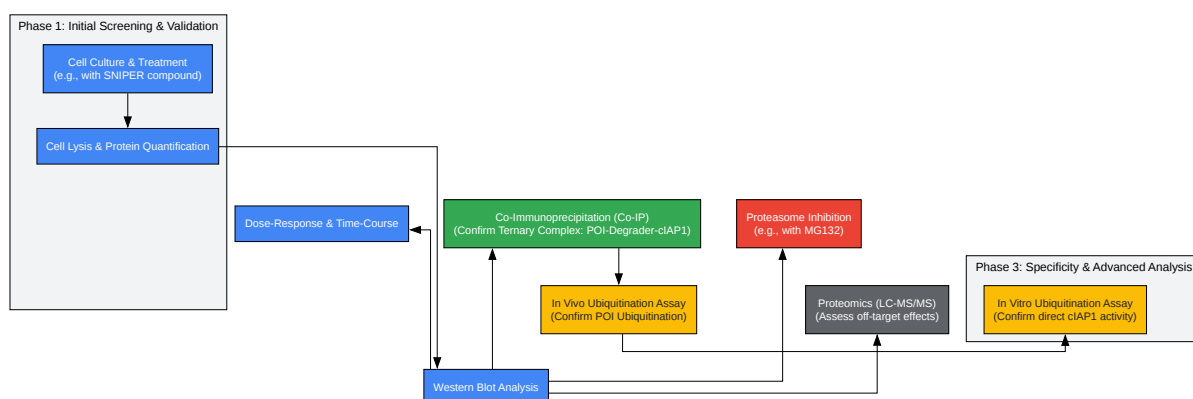 Phase 1: Initial Screening & Validation
Cell Culture & Treatment
(e.g., with SNIPER compound)
Cell Lysis & Protein Quantification
Dose-Response & Time-Course
Co-Immunoprecipitation (Co-IP)
(Confirm Ternary Complex: POI-Degrader-cIAP1)
Proteasome Inhibition
(e.g., with MG132)
Phase 3: Specificity & Advanced Analysis
In Vivo Ubiquitination Assay
(Confirm POI Ubiquitination)
Proteomics (LC-MS/MS)
(Assess off-target effects)
In Vitro Ubiquitination Assay
(Confirm direct cIAP1 activity)
Western Blot Analysis